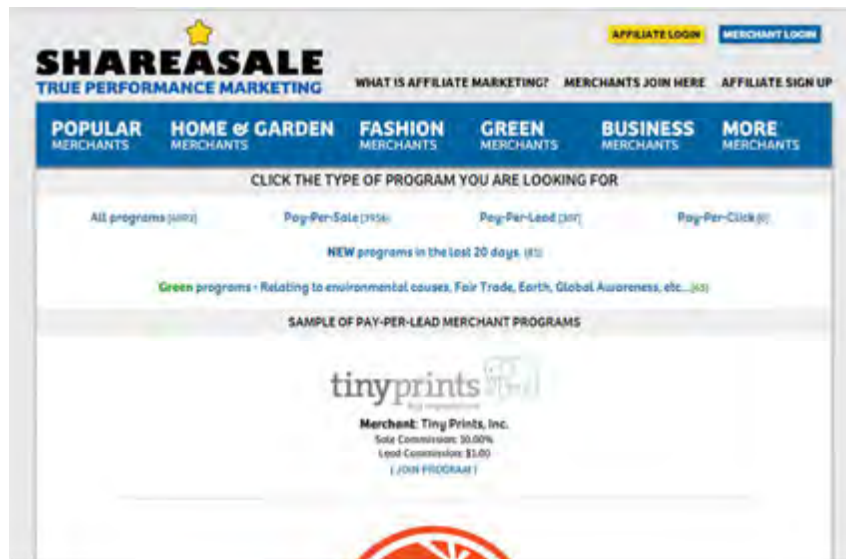 AFFILIATE LOGIN MERCHANT LOGIN
SHAREASALE
TRUE PERFORMANCE MARKETING
WHAT IS AFFILIATE MARKETING? MERCHANTS JOIN HERE AFFILIATE SIGN UP
POPULAR HOME & GARDEN FASHION GREEN BUSINESS MORE
MERCHANTS MERCHANTS MERCHANTS MERCHANTS MERCHANTS MERCHANTS
CLICK THE TYPE OF PROGRAM YOU ARE LOOKING FOR
All programs Pay-Per-Sale Pay-Per-Lead Pay-Per-Click
NEW programs in the last 20 days.
Green programs - Relating to environmental causes, Fair Trade, Earth, Global Awareness, etc...
SAMPLE OF PAY-PER-LEAD MERCHANT PROGRAMS
tinyprints
Merchant: Tiny Prints, Inc.
Sale Commission: 10.00%
Lead Commission: $1.00
[ JOIN PROGRAM ]